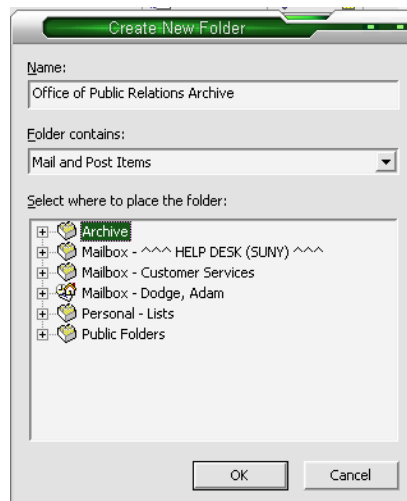 Create New Folder
Name:
Office of Public Relations Archive
Folder contains:
Mail and Post Items
Select where to place the folder:
Archive
Mailbox - ^^^ HELP DESK (SUNY) ^^^
Mailbox - Customer Services
Mailbox - Dodge, Adam
Personal - Lists
Public Folders
OK Cancel